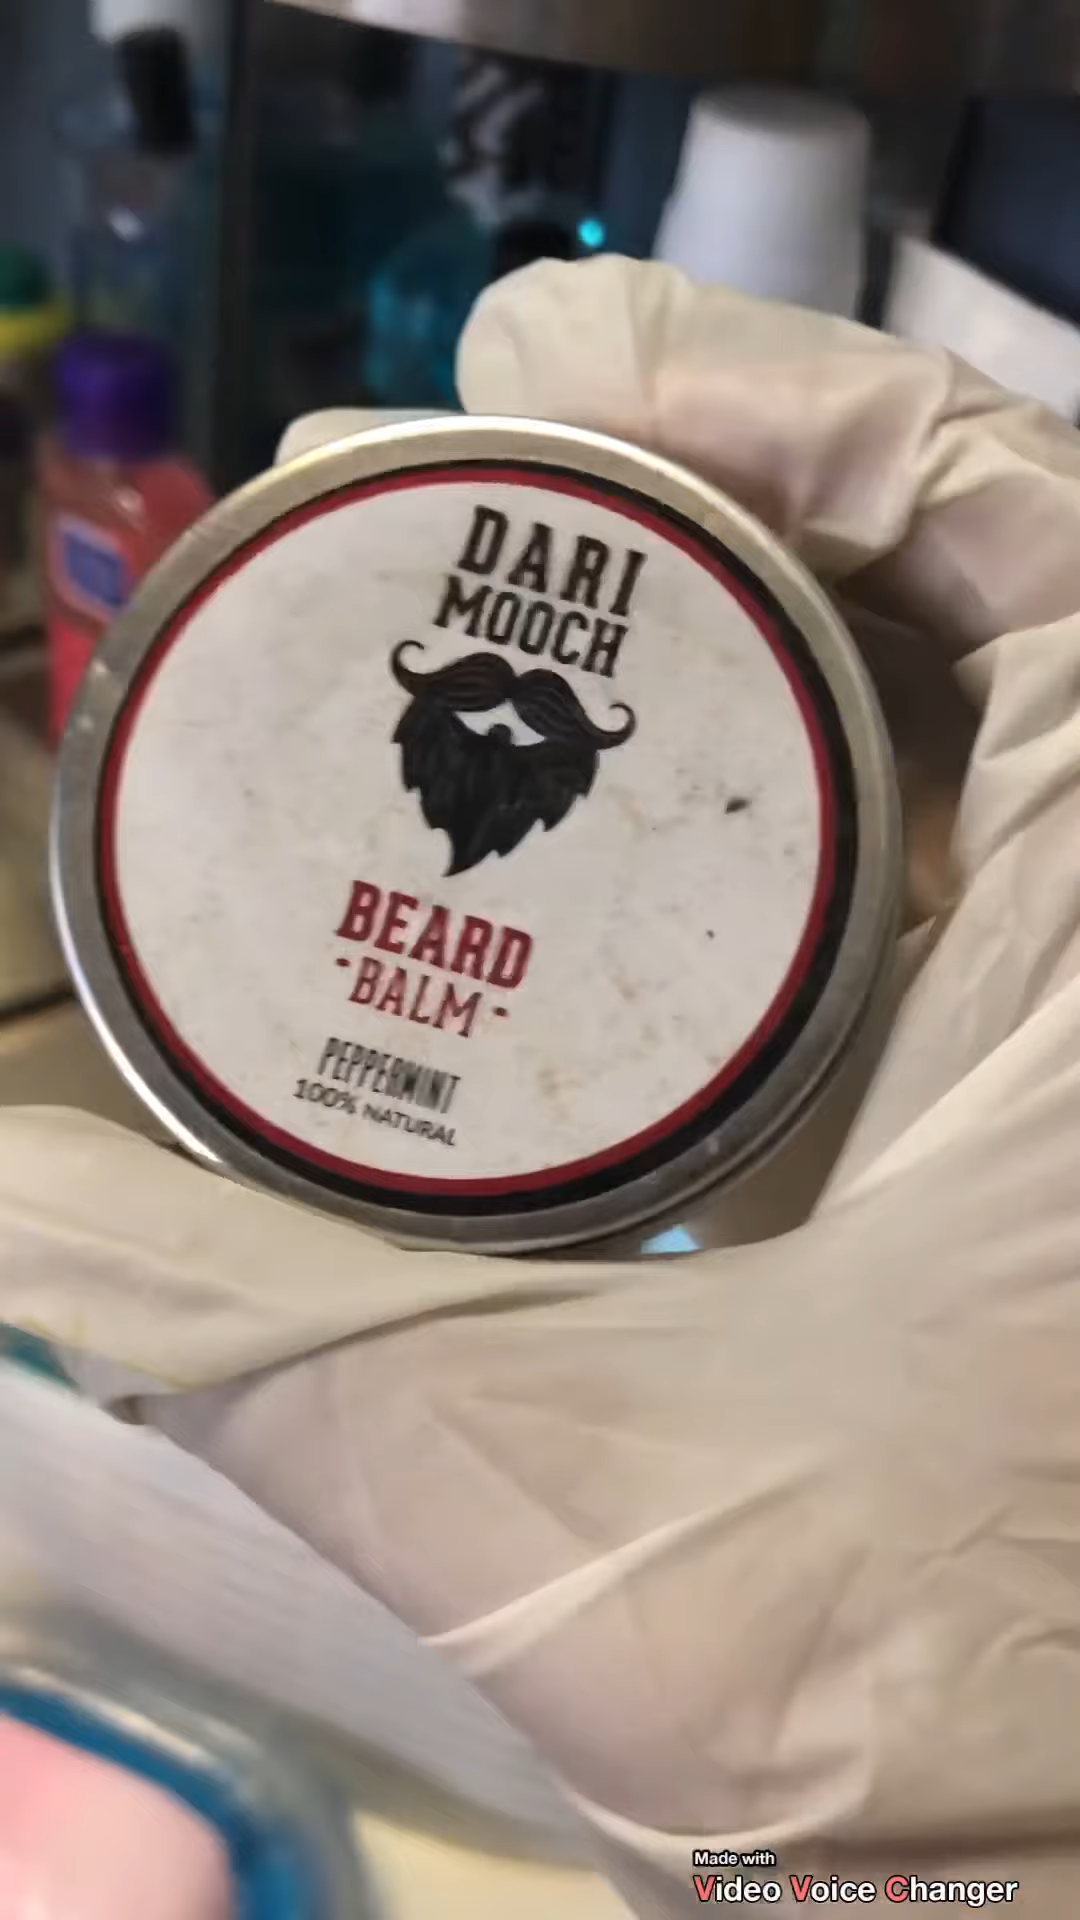 DARI
MOOCH
BEARD
-BALM-
PEPPERMINT
100% NATURAL
Made with
Video Voice Changer